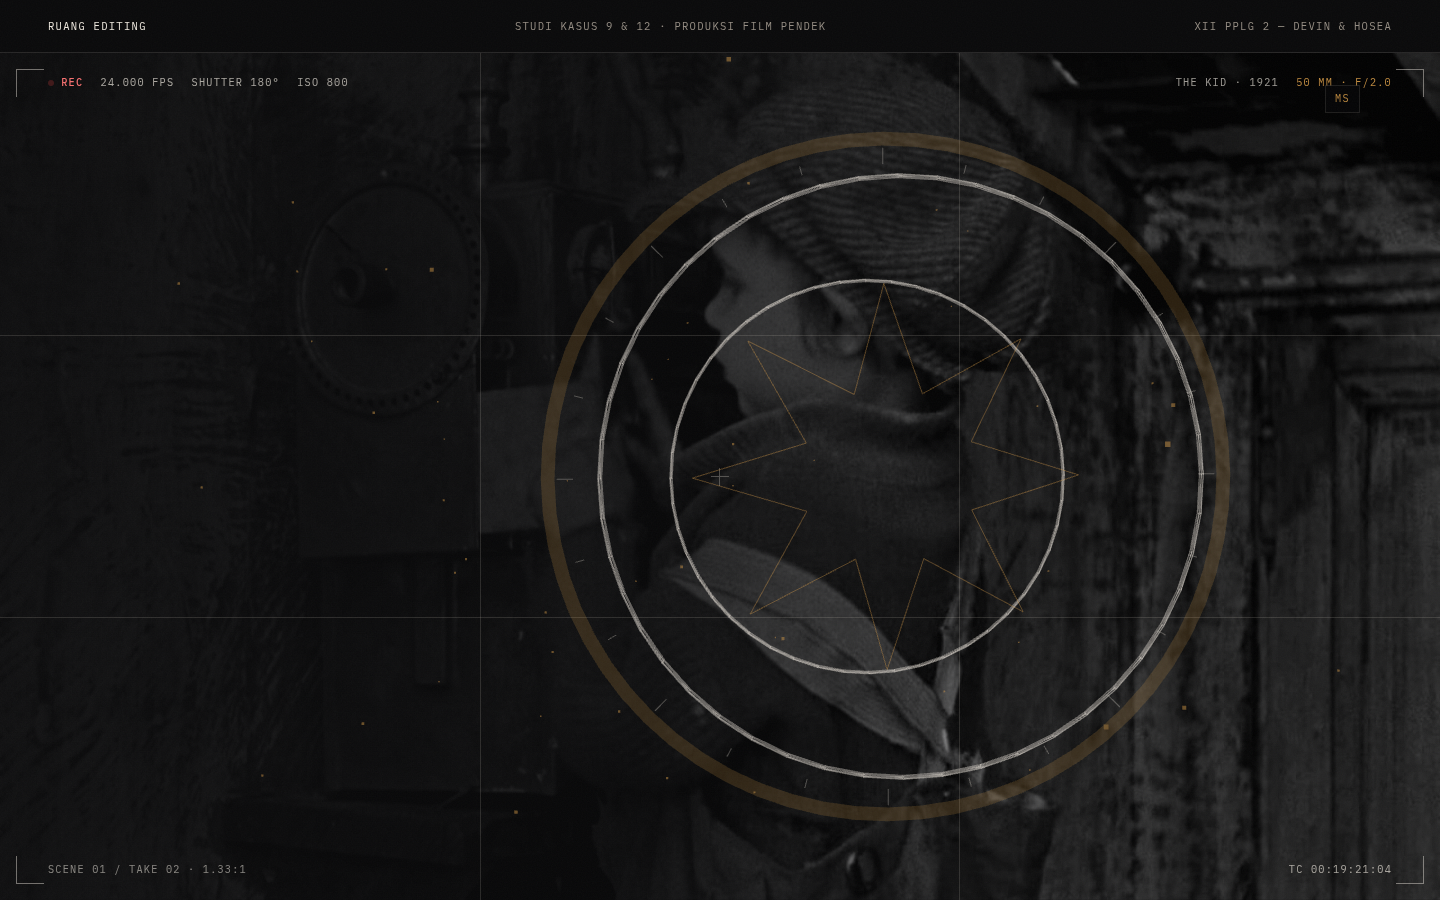 RUANG EDITING
STUDI KASUS 9 & 12 · PRODUKSI FILM PENDEK
XII PPLG 2 — DEVIN & HOSEA
REC 24.000 FPS SHUTTER 180° ISO 800
THE KID · 1921 50 MM · F/2.0
MS
SCENE 01 / TAKE 02 · 1.33:1
TC 00:19:21:04